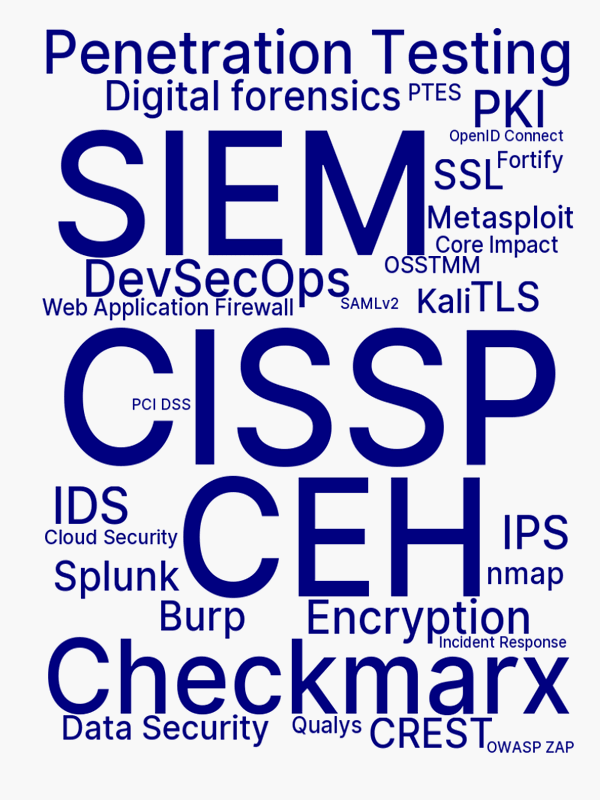 Penetration Testing
Digital forensics
PTES
PKI
OpenID Connect
SIEM
Fortify
SSL
Metasploit
Core Impact
OSSTMM
DevSecOps
Web Application Firewall
SAMLv2
Kali
TLS
CISSP
PCI DSS
CEH
IDS
IPS
Cloud Security
Splunk
nmap
Burp
Encryption
Incident Response
Checkmarx
Data Security
Qualys
CREST
OWASP ZAP